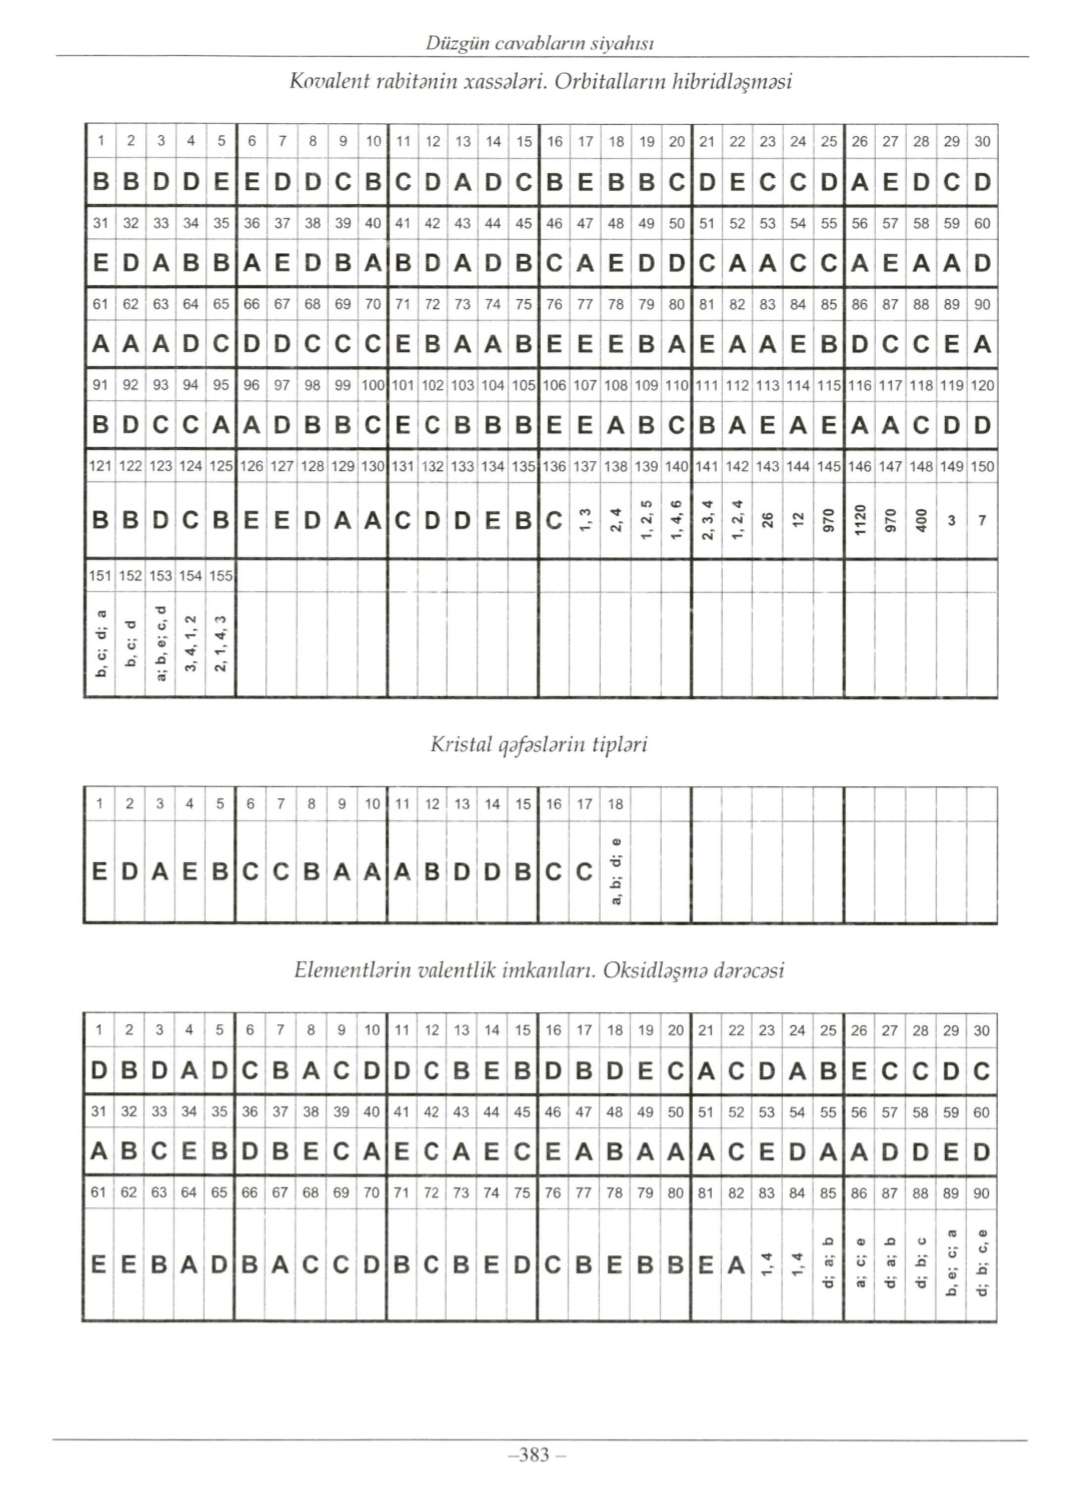 Düzgün cavabların siyahısı
Kovalent rabitənin xassələri. Orbitalların hibridləşməsi
1 2 3 4 5 6 7 8 9 10 11 12 13 14 15 16 17 18 19 20 21 22 23 24 25 26 27 28 29 30
B B D D E E D D C B C D A D C B E B B C D E C C D A E D C D
31 32 33 34 35 36 37 38 39 40 41 42 43 44 45 46 47 48 49 50 51 52 53 54 55 56 57 58 59 60
E D A B B A E D B A B D A D B C A E D D C A A C C A E A A D
61 62 63 64 65 66 67 68 69 70 71 72 73 74 75 76 77 78 79 80 81 82 83 84 85 86 87 88 89 90
A A A D C D D C C C E B A A B E E E B A E A A E B D C C E A
91 92 93 94 95 96 97 98 99 100 101 102 103 104 105 106 107 108 109 110 111 112 113 114 115 116 117 118 119 120
B D C C A A D B B C E C B B B E E A B C B A E A E A A C D D
121 122 123 124 125 126 127 128 129 130 131 132 133 134 135 136 137 138 139 140 141 142 143 144 145 146 147 148 149 150
B B D C B E E D A A C D D E B C 1, 3 2, 4 1, 2, 5 1, 4, 6 2, 3, 4 1, 2, 4 26 12 970 1120 970 400 3 7
151 152 153 154 155
b, c; d; a b, c; d a; b, e; c, d 3, 4, 1, 2 2, 1, 4, 3
Kristal qəfəslərin tipləri
1 2 3 4 5 6 7 8 9 10 11 12 13 14 15 16 17 18
E D A E B C C B A A A B D D B C C a, b; d; e
Elementlərin valentlik imkanları. Oksidləşmə dərəcəsi
1 2 3 4 5 6 7 8 9 10 11 12 13 14 15 16 17 18 19 20 21 22 23 24 25 26 27 28 29 30
D B D A D C B A C D D C B E B D B D E C A C D A B E C C D C
31 32 33 34 35 36 37 38 39 40 41 42 43 44 45 46 47 48 49 50 51 52 53 54 55 56 57 58 59 60
A B C E B D B E C A E C A E C E A B A A A C E D A A D D E D
61 62 63 64 65 66 67 68 69 70 71 72 73 74 75 76 77 78 79 80 81 82 83 84 85 86 87 88 89 90
E E B A D B A C C D B C B E D C B E B B E A 1, 4 1, 4 d; a; b a; c; e d; a; b d; b; c b, e; c; a d; b; c, e
–383 –